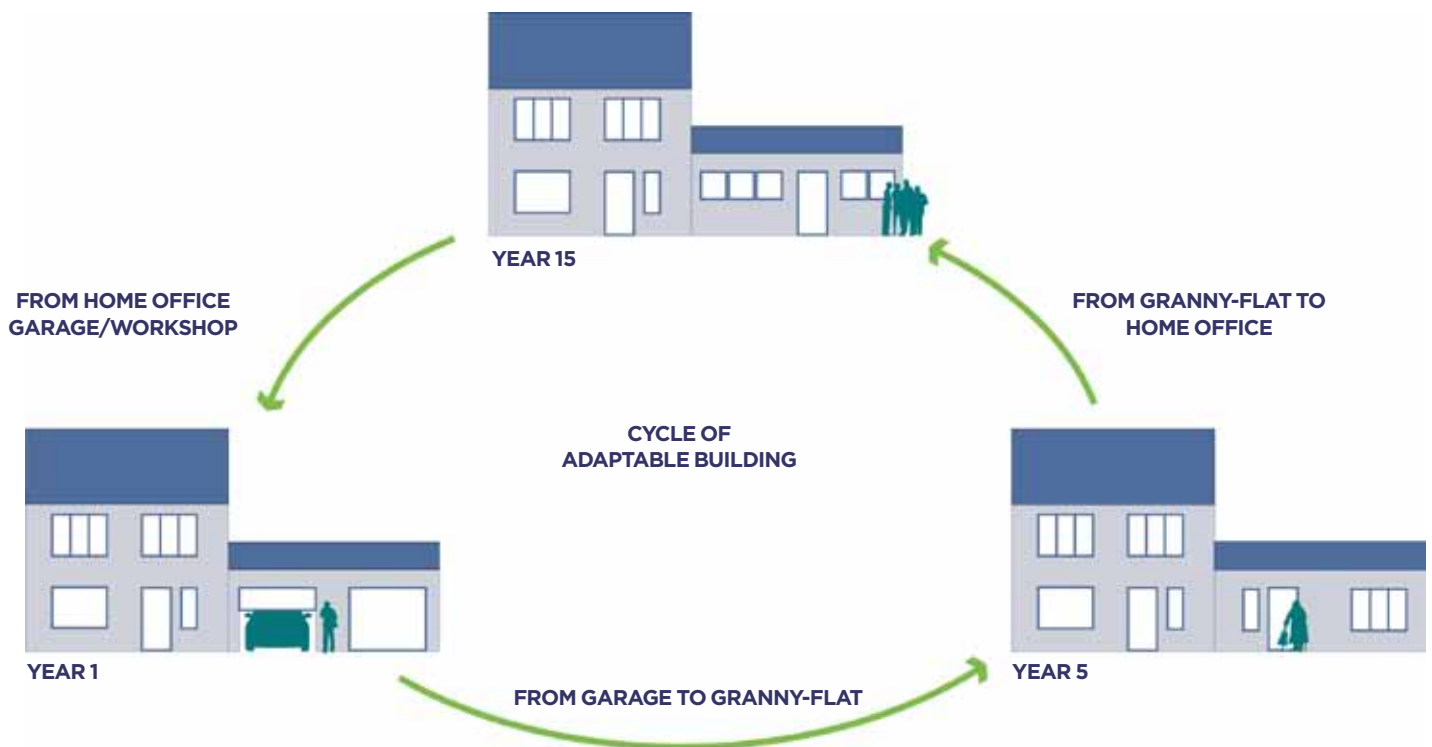 YEAR 15
FROM HOME OFFICE
GARAGE/WORKSHOP
FROM GRANNY-FLAT TO
HOME OFFICE
CYCLE OF
ADAPTABLE BUILDING
YEAR 1
YEAR 5
FROM GARAGE TO GRANNY-FLAT